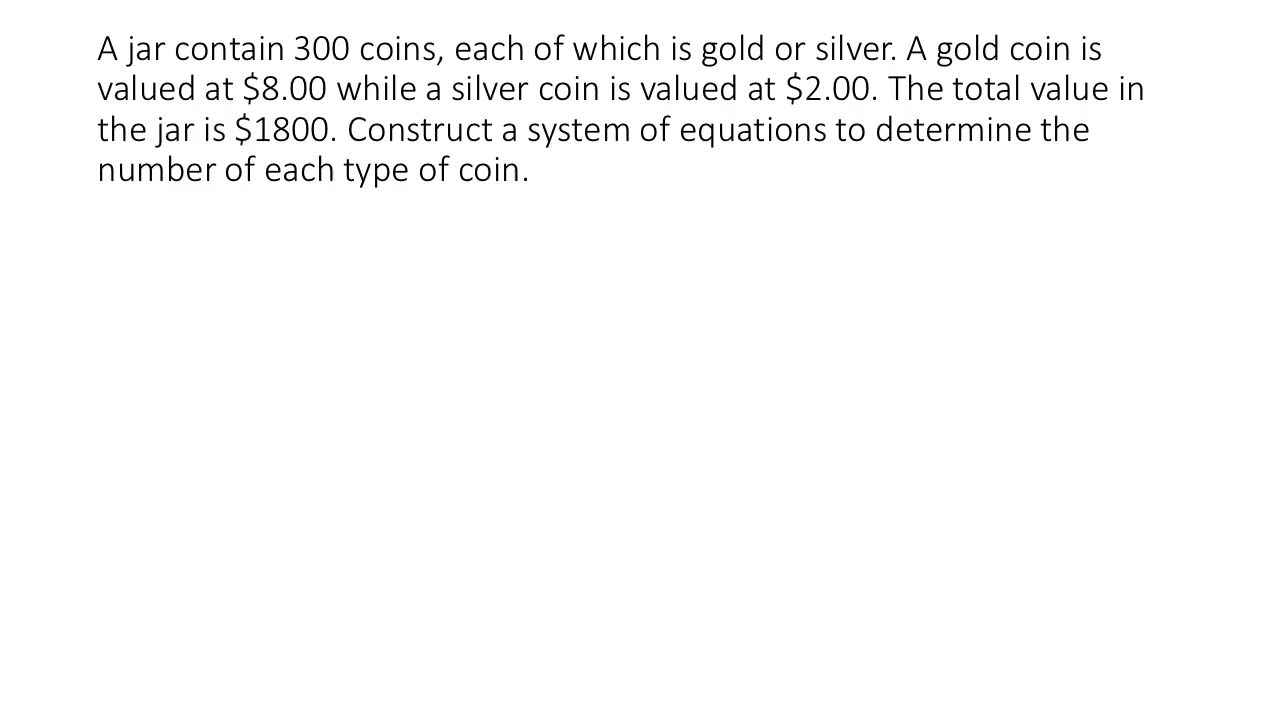 A jar contain 300 coins, each of which is gold or silver. A gold coin is
valued at $8.00 while a silver coin is valued at $2.00. The total value in
the jar is $1800. Construct a system of equations to determine the
number of each type of coin.